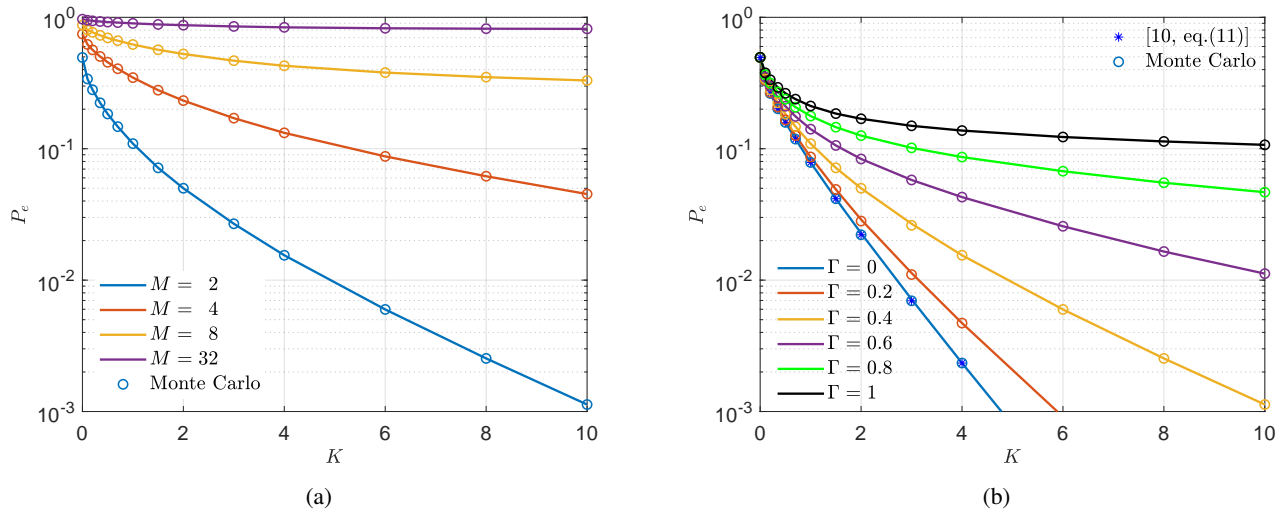 10^0
10^-1
10^-2
10^-3
P_e
M = 2
M = 4
M = 8
M = 32
Monte Carlo
0 2 4 6 8 10
K
(a)
10^0
10^-1
10^-2
10^-3
P_e
[10, eq.(11)]
Monte Carlo
Γ = 0
Γ = 0.2
Γ = 0.4
Γ = 0.6
Γ = 0.8
Γ = 1
0 2 4 6 8 10
K
(b)